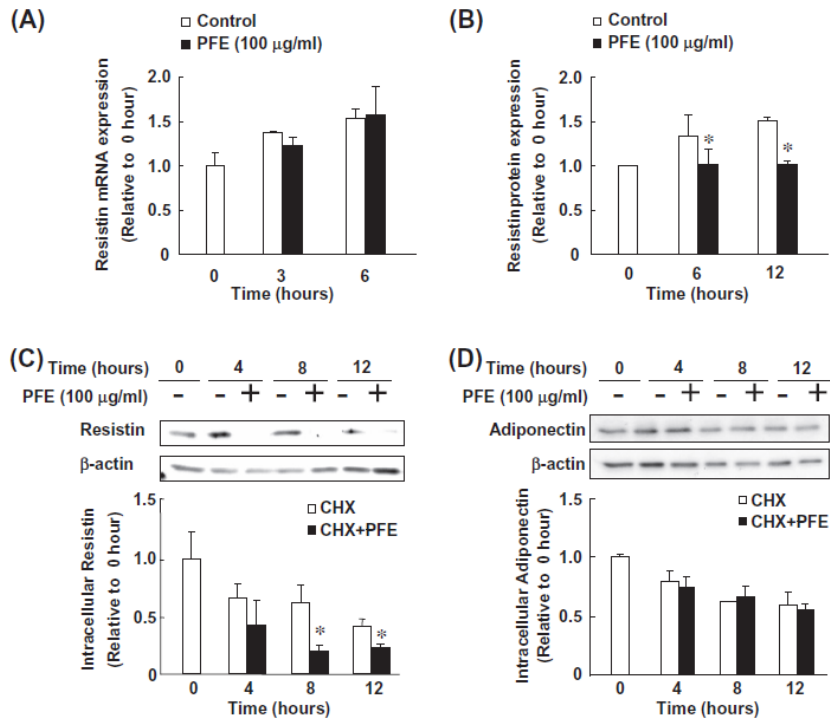 (A)
Control
PFE (100 μg/ml)
Resistin mRNA expression
(Relative to 0 hour)
2.0
1.5
1.0
0.5
0
0 3 6
Time (hours)
(B)
Control
PFE (100 μg/ml)
Resistinprotein expression
(Relative to 0 hour)
2.0
1.5
1.0
0.5
0
* *
0 6 12
Time (hours)
(C)
Time (hours) 0 4 8 12
PFE (100 μg/ml) - - + - + - +
Resistin
β-actin
Intracellular Resistin
(Relative to 0 hour)
1.5
1.0
0.5
0
CHX
CHX+PFE
* *
0 4 8 12
Time (hours)
(D)
Time (hours) 0 4 8 12
PFE (100 μg/ml) - - + - + - +
Adiponectin
β-actin
Intracellular Adiponectin
(Relative to 0 hour)
1.5
1.0
0.5
0
CHX
CHX+PFE
0 4 8 12
Time (hours)